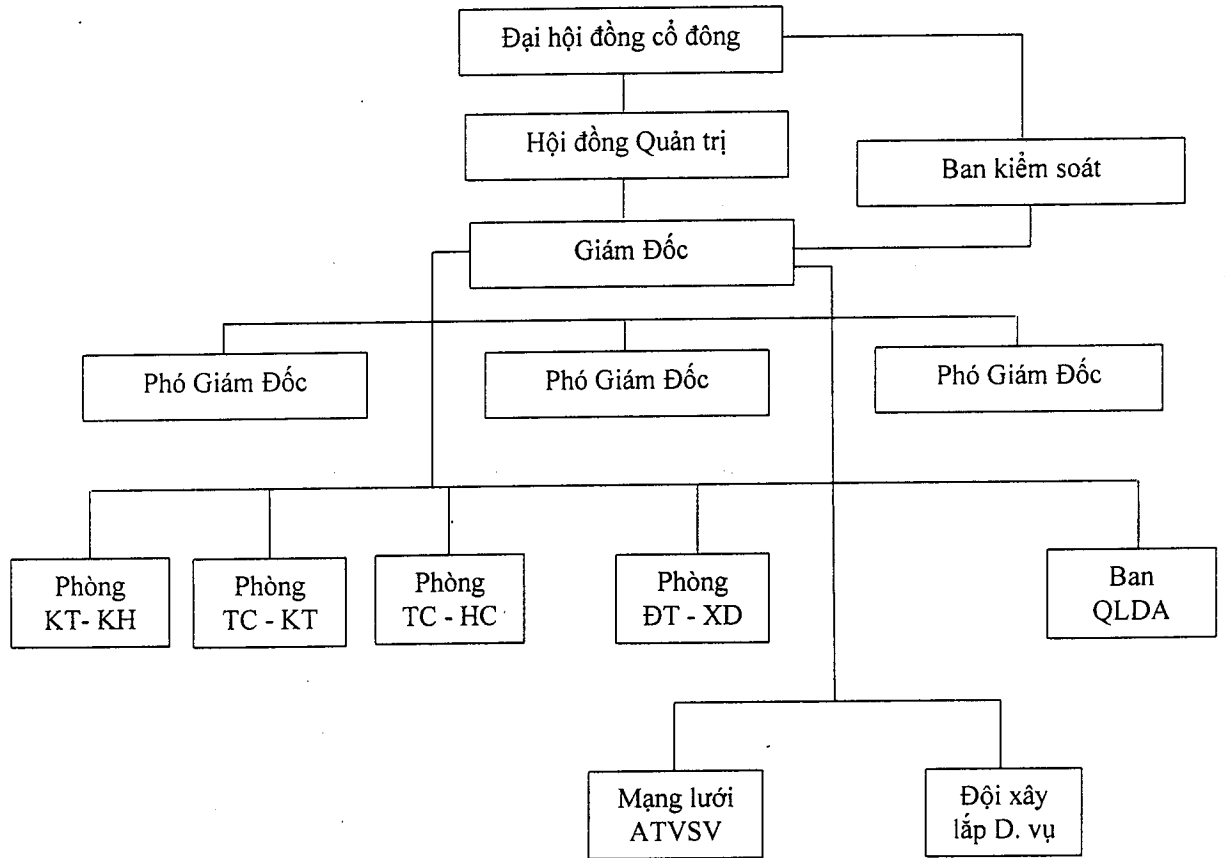 Đại hội đồng cổ đông
Hội đồng Quản trị
Ban kiểm soát
Giám Đốc
Phó Giám Đốc
Phó Giám Đốc
Phó Giám Đốc
Phòng
KT- KH
Phòng
TC - KT
Phòng
TC - HC
Phòng
ĐT - XD
Ban
QLDA
Mạng lưới
ATVSV
Đội xây
lắp D. vụ